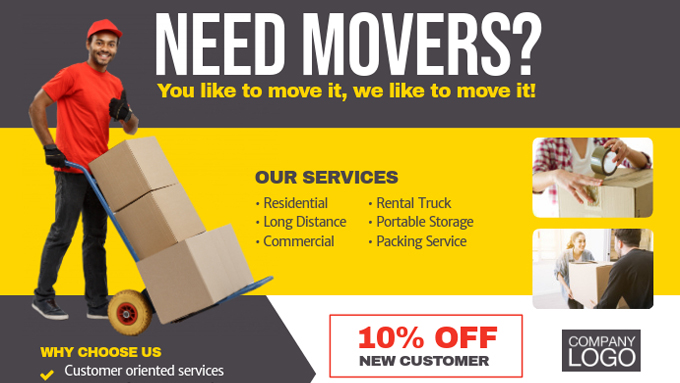 NEED MOVERS?
You like to move it, we like to move it!
OUR SERVICES
• Residential
• Long Distance
• Commercial
• Rental Truck
• Portable Storage
• Packing Service
WHY CHOOSE US
Customer oriented services
10% OFF
NEW CUSTOMER
COMPANY
LOGO